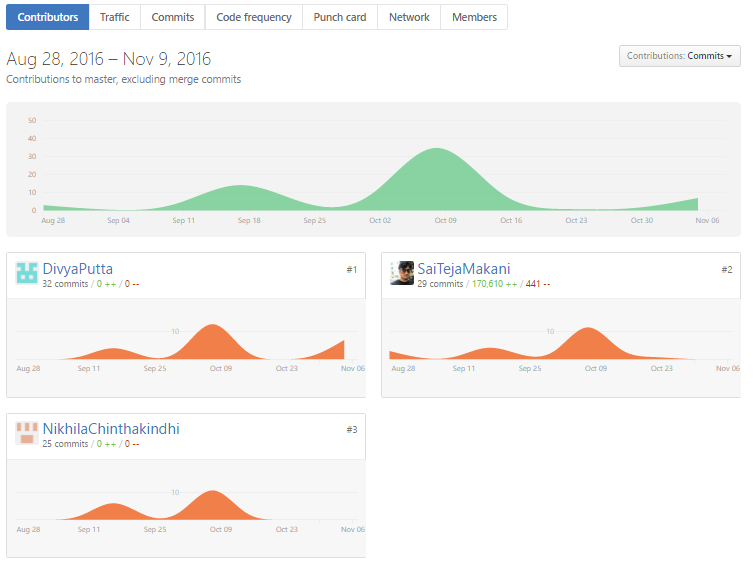 Contributors Traffic Commits Code frequency Punch card Network Members
Aug 28, 2016 – Nov 9, 2016
Contributions: Commits
Contributions to master, excluding merge commits
50
40
30
20
10
0
Aug 28 Sep 04 Sep 11 Sep 18 Sep 25 Oct 02 Oct 09 Oct 16 Oct 23 Oct 30 Nov 06
DivyaPutta #1
32 commits / 0 ++ / 0 --
10
Aug 28 Sep 11 Sep 25 Oct 09 Oct 23 Nov 06
SaiTejaMakani #2
29 commits / 170,610 ++ / 441 --
10
Aug 28 Sep 11 Sep 25 Oct 09 Oct 23 Nov 06
NikhilaChinthakindhi #3
25 commits / 0 ++ / 0 --
10
Aug 28 Sep 11 Sep 25 Oct 09 Oct 23 Nov 06